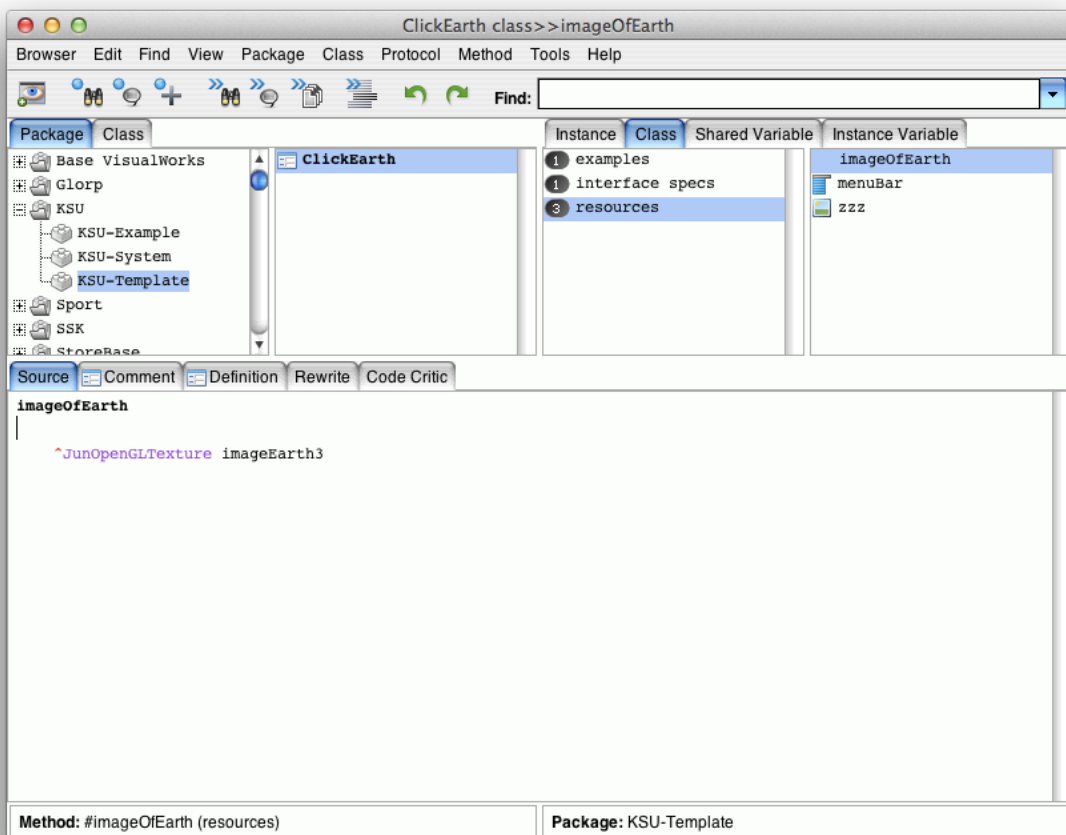 ClickEarth class>>imageOfEarth
Browser Edit Find View Package Class Protocol Method Tools Help
Find:
Package Class
Instance Class Shared Variable Instance Variable
Base VisualWorks
Glorp
KSU
KSU-Example
KSU-System
KSU-Template
Sport
SSK
StoreBase
ClickEarth
1 examples
1 interface specs
3 resources
imageOfEarth
menuBar
zzz
Source Comment Definition Rewrite Code Critic
imageOfEarth
^JunOpenGLTexture imageEarth3
Method: #imageOfEarth (resources)
Package: KSU-Template